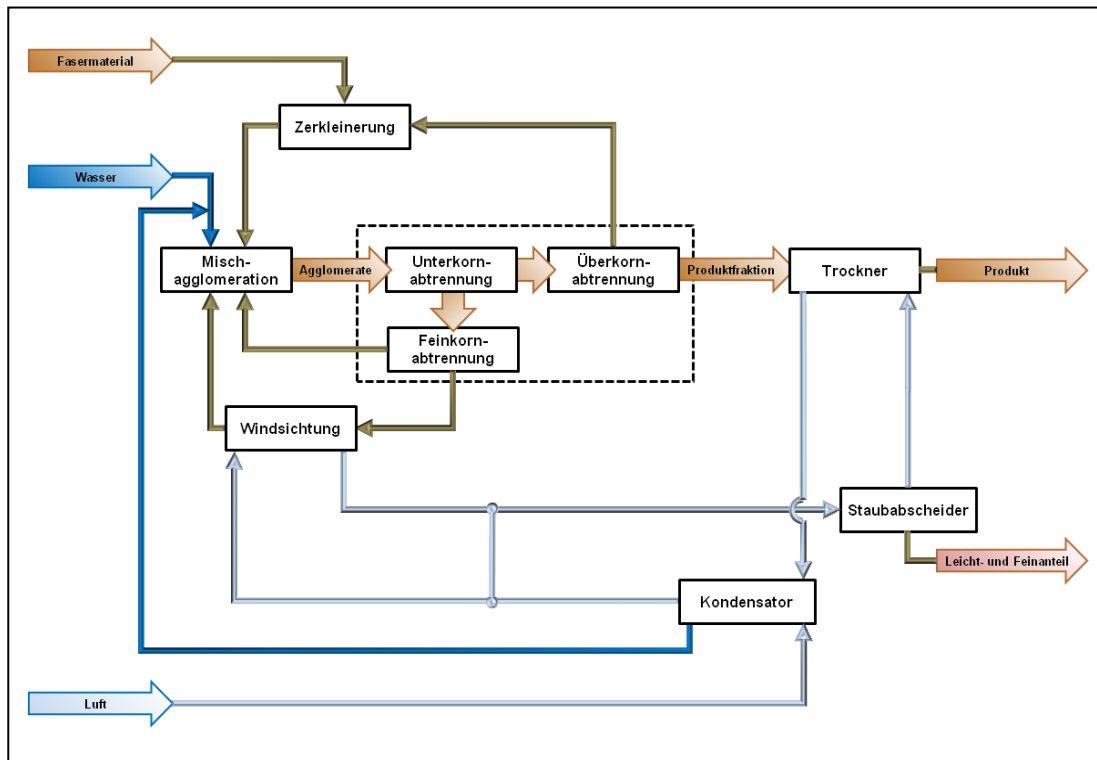 Fasermaterial
Zerkleinerung
Wasser
Misch-
agglomeration
Agglomerate
Unterkorn-
abtrennung
Überkorn-
abtrennung
Produktfraktion
Trockner
Produkt
Feinkorn-
abtrennung
Windsichtung
Staubabscheider
Leicht- und Feinanteil
Kondensator
Luft